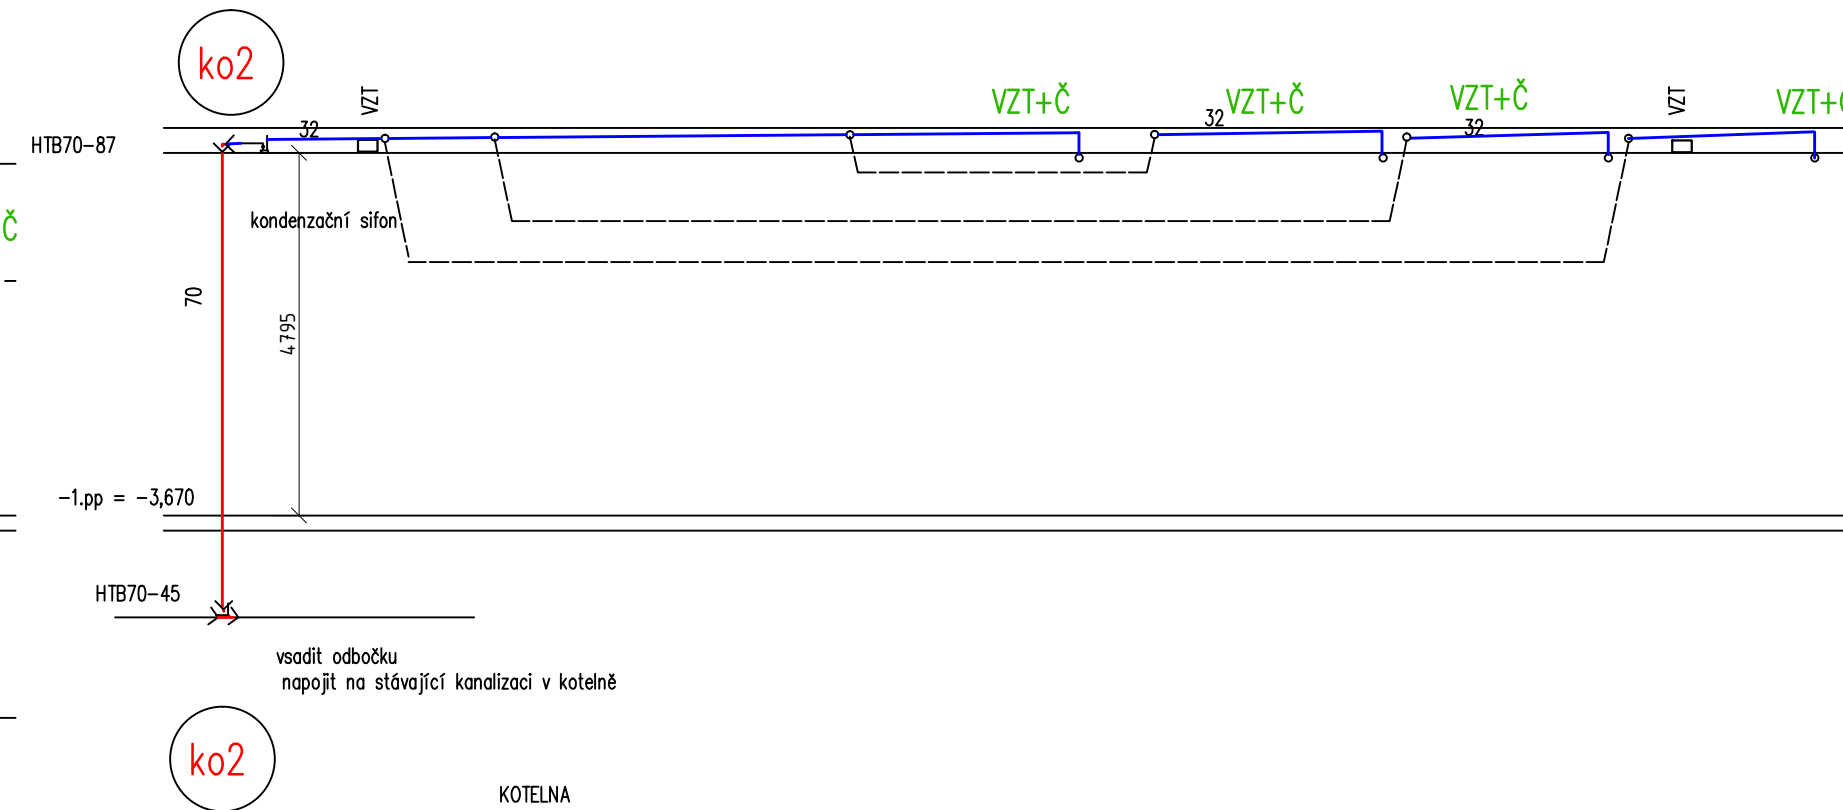 ko2
VZT
VZT+Č
VZT+Č
VZT+Č
VZT
VZT+Č
32
32
32
HTB70-87
Č
kondenzační sifon
70
4795
-1.pp = -3,670
HTB70-45
vsadit odbočku
napojit na stávající kanalizaci v kotelně
ko2
KOTELNA